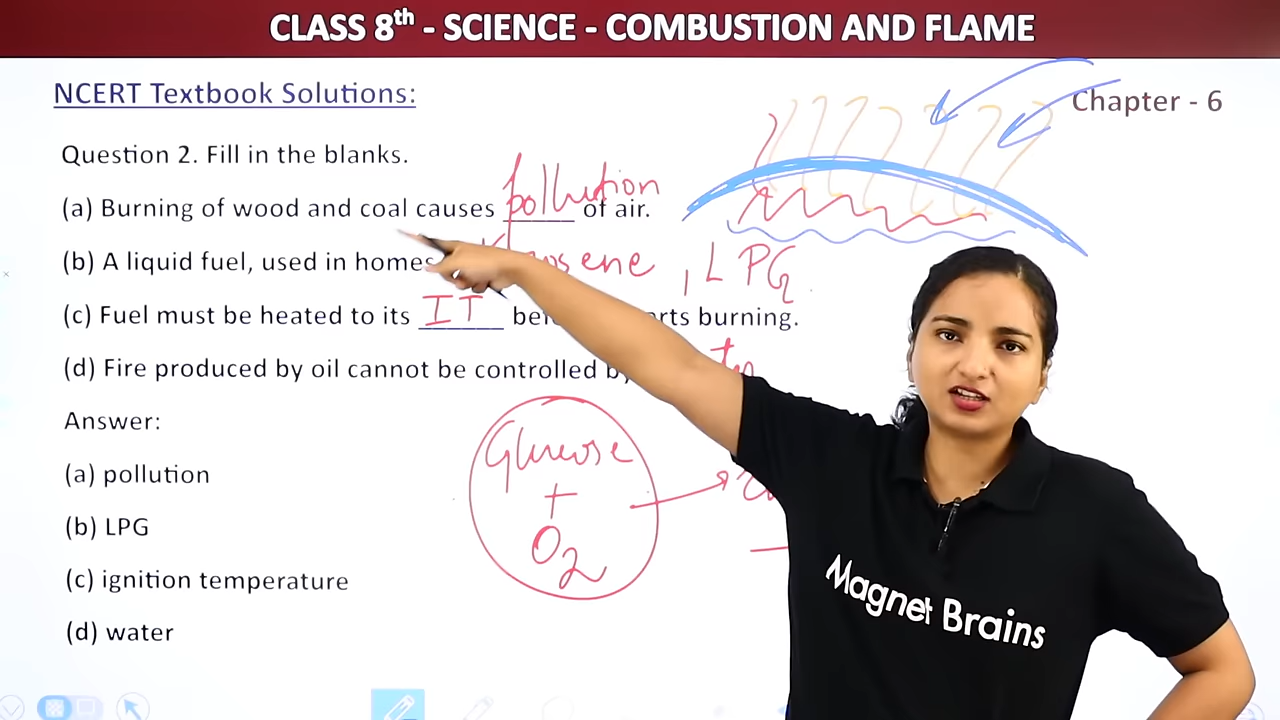 CLASS 8th - SCIENCE - COMBUSTION AND FLAME
NCERT Textbook Solutions:
Chapter - 6
Question 2. Fill in the blanks.
(a) Burning of wood and coal causes pollution of air.
(b) A liquid fuel, used in homes , LPG
(c) Fuel must be heated to its IT burning.
(d) Fire produced by oil cannot be controlled
Answer:
(a) pollution
(b) LPG
(c) ignition temperature
(d) water
Glucose
+
O2
Magnet Brains